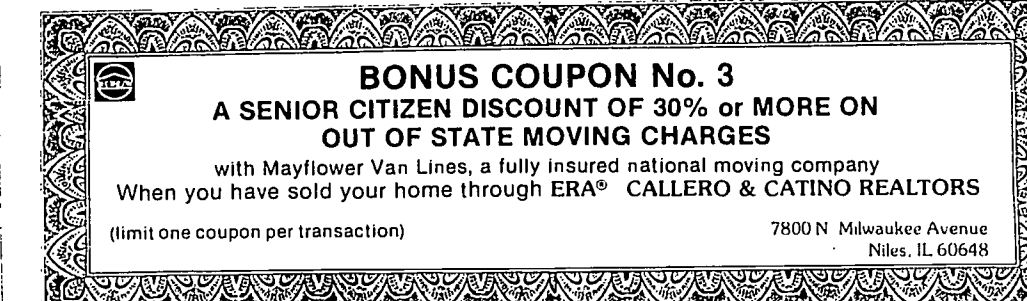 ERA
BONUS COUPON No. 3
A SENIOR CITIZEN DISCOUNT OF 30% or MORE ON
OUT OF STATE MOVING CHARGES
with Mayflower Van Lines, a fully insured national moving company
When you have sold your home through ERA® CALLERO & CATINO REALTORS
(limit one coupon per transaction)
7800 N Milwaukee Avenue
Niles, IL 60648